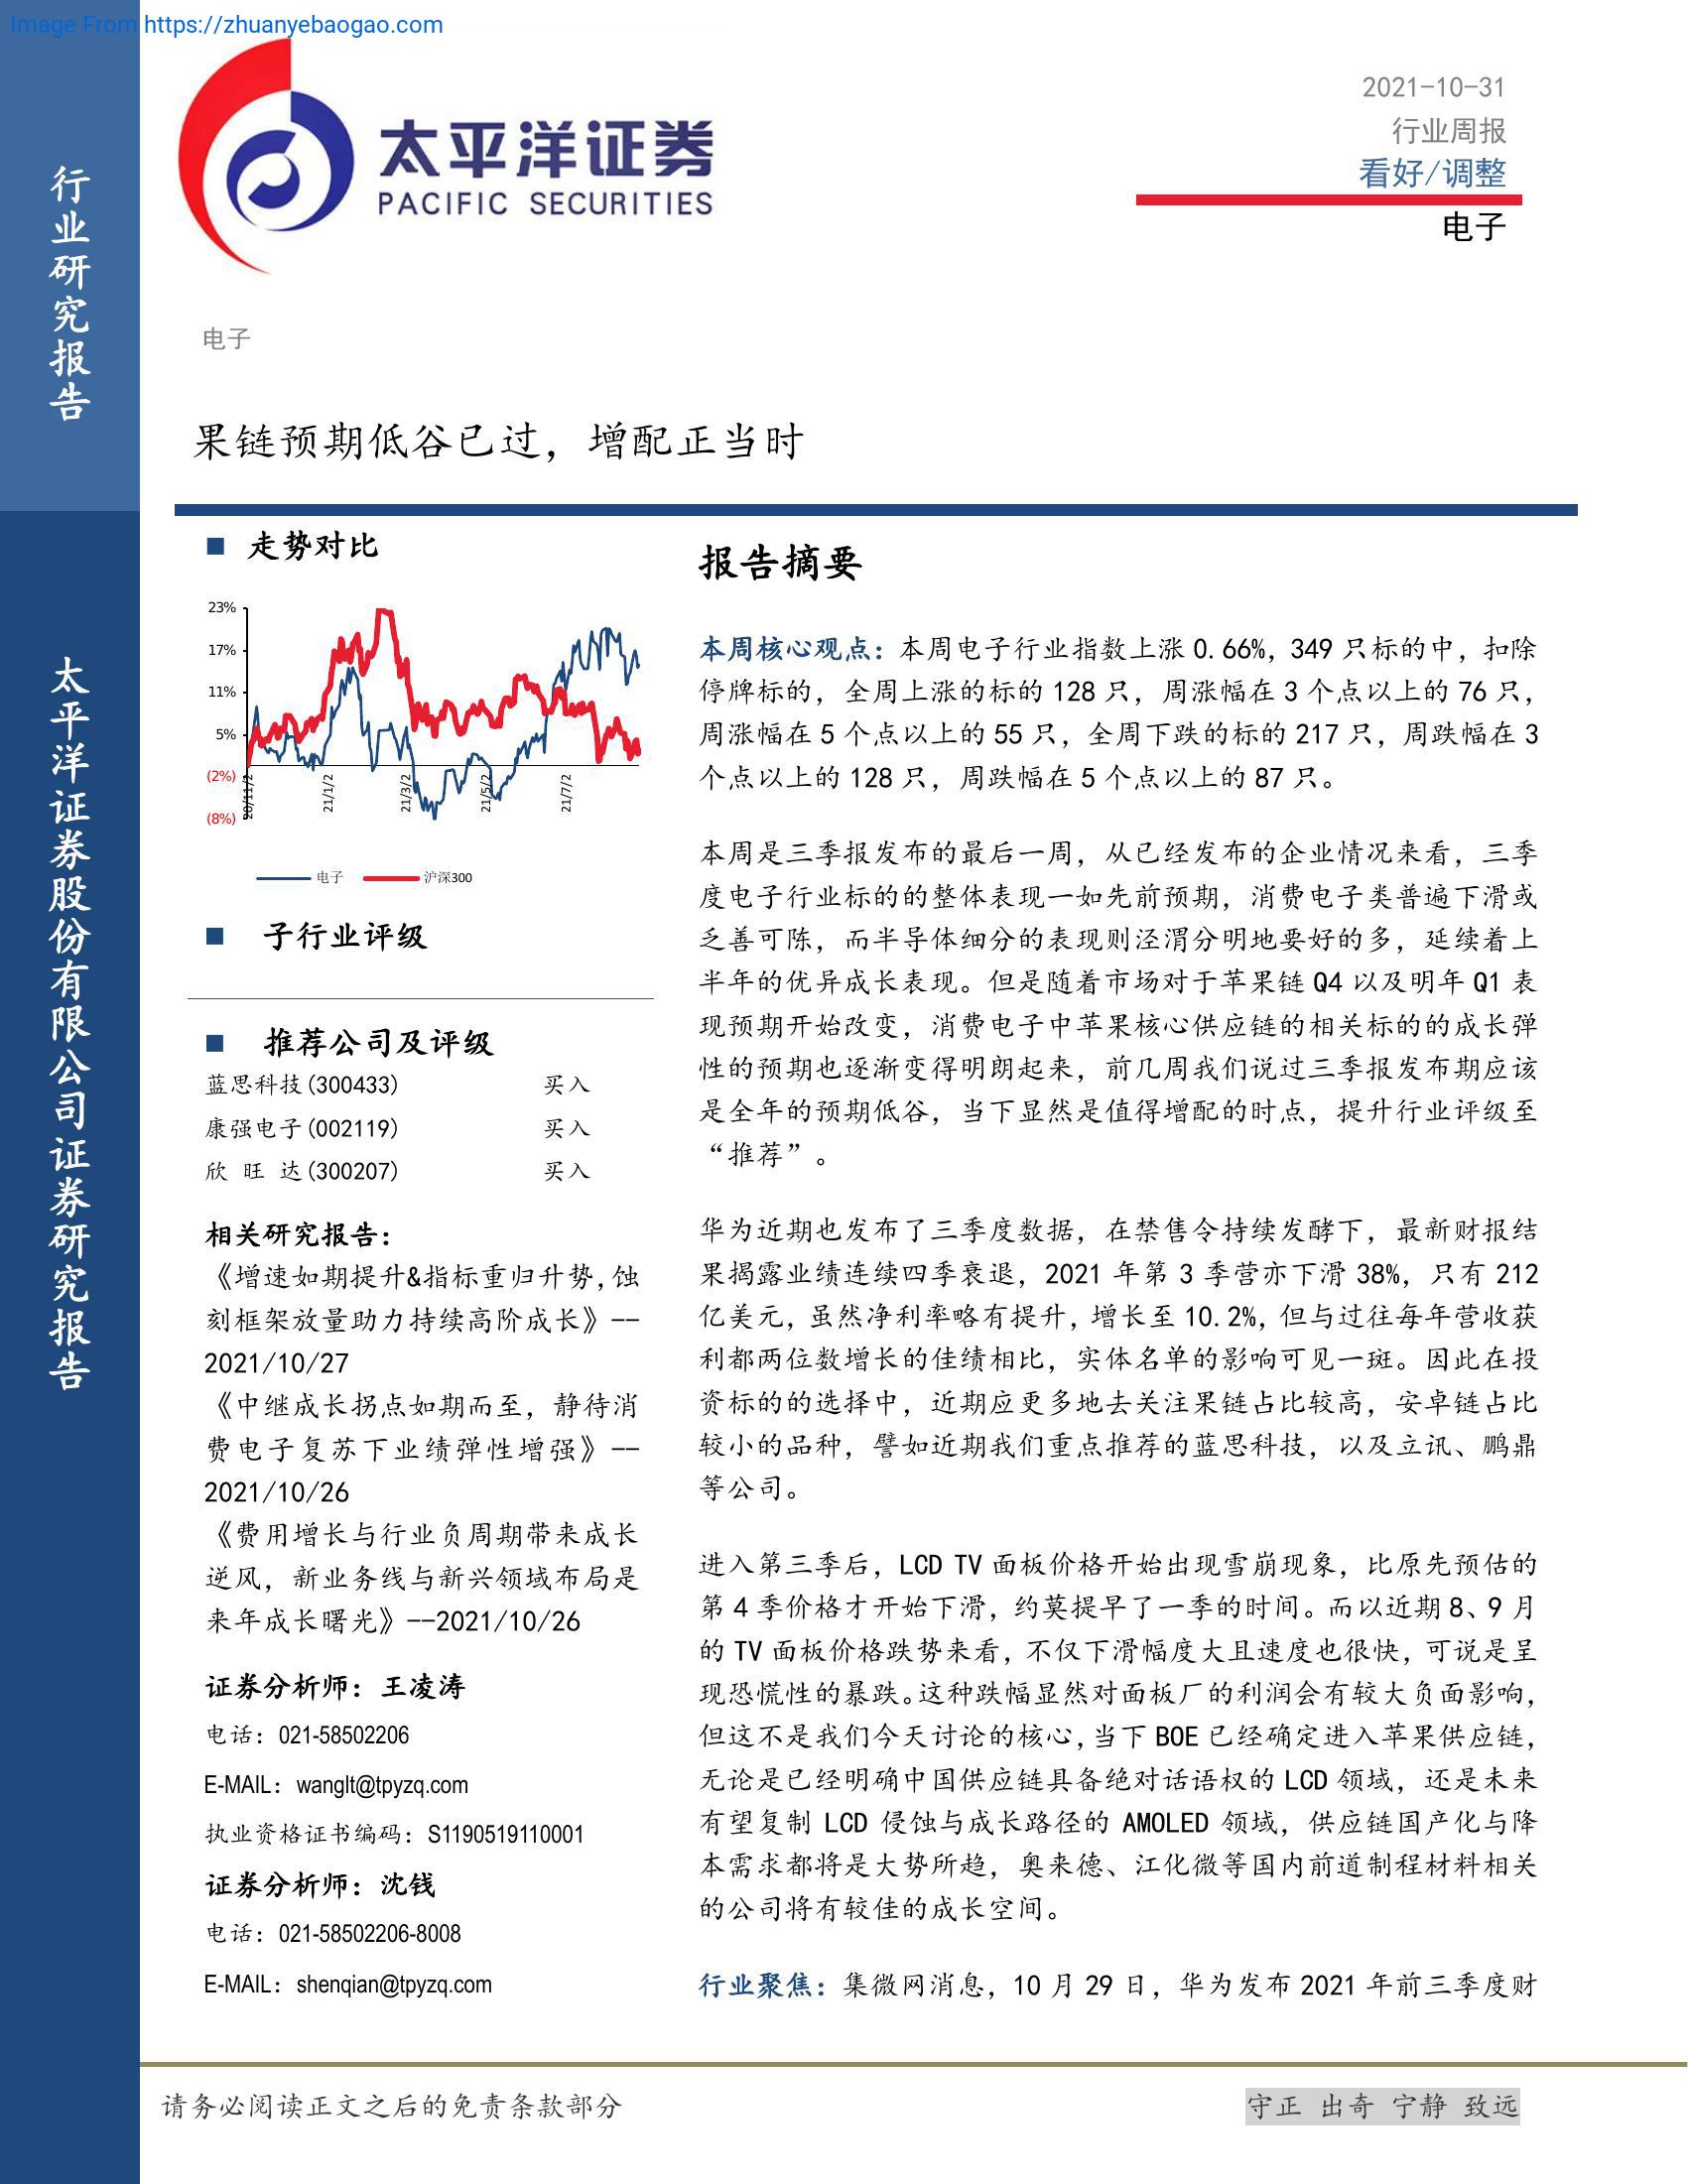 Image From https://zhuanyebaogao.com
行业研究报告
太平洋证券股份有限公司证券研究报告
太平洋证券
PACIFIC SECURITIES
2021-10-31
行业周报
看好/调整
电子
电子
果链预期低谷已过，增配正当时
■ 走势对比
23%
17%
11%
5%
(2%)
(8%)
20/11/2
21/1/2
21/3/2
21/5/2
21/7/2
电子 沪深300
■ 子行业评级
■ 推荐公司及评级
蓝思科技(300433) 买入
康强电子(002119) 买入
欣 旺 达(300207) 买入
相关研究报告：
《增速如期提升&指标重归升势,蚀
刻框架放量助力持续高阶成长》--
2021/10/27
《中继成长拐点如期而至，静待消
费电子复苏下业绩弹性增强》--
2021/10/26
《费用增长与行业负周期带来成长
逆风，新业务线与新兴领域布局是
来年成长曙光》--2021/10/26
证券分析师：王凌涛
电话：021-58502206
E-MAIL：wanglt@tpyzq.com
执业资格证书编码：S1190519110001
证券分析师：沈钱
电话：021-58502206-8008
E-MAIL：shenqian@tpyzq.com
报告摘要
本周核心观点：本周电子行业指数上涨 0.66%，349 只标的中，扣除
停牌标的，全周上涨的标的 128 只，周涨幅在 3 个点以上的 76 只，
周涨幅在 5 个点以上的 55 只，全周下跌的标的 217 只，周跌幅在 3
个点以上的 128 只，周跌幅在 5 个点以上的 87 只。
本周是三季报发布的最后一周，从已经发布的企业情况来看，三季
度电子行业标的的整体表现一如先前预期，消费电子类普遍下滑或
乏善可陈，而半导体细分的表现则泾渭分明地要好的多，延续着上
半年的优异成长表现。但是随着市场对于苹果链 Q4 以及明年 Q1 表
现预期开始改变，消费电子中苹果核心供应链的相关标的的成长弹
性的预期也逐渐变得明朗起来，前几周我们说过三季报发布期应该
是全年的预期低谷，当下显然是值得增配的时点，提升行业评级至
“推荐”。
华为近期也发布了三季度数据，在禁售令持续发酵下，最新财报结
果揭露业绩连续四季衰退，2021 年第 3 季营亦下滑 38%，只有 212
亿美元，虽然净利率略有提升，增长至 10.2%，但与过往每年营收获
利都两位数增长的佳绩相比，实体名单的影响可见一斑。因此在投
资标的的选择中，近期应更多地去关注果链占比较高，安卓链占比
较小的品种，譬如近期我们重点推荐的蓝思科技，以及立讯、鹏鼎
等公司。
进入第三季后，LCD TV 面板价格开始出现雪崩现象，比原先预估的
第 4 季价格才开始下滑，约莫提早了一季的时间。而以近期 8、9 月
的 TV 面板价格跌势来看，不仅下滑幅度大且速度也很快，可说是呈
现恐慌性的暴跌。这种跌幅显然对面板厂的利润会有较大负面影响，
但这不是我们今天讨论的核心，当下 BOE 已经确定进入苹果供应链，
无论是已经明确中国供应链具备绝对话语权的 LCD 领域，还是未来
有望复制 LCD 侵蚀与成长路径的 AMOLED 领域，供应链国产化与降
本需求都将是大势所趋，奥来德、江化微等国内前道制程材料相关
的公司将有较佳的成长空间。
行业聚焦：集微网消息，10 月 29 日，华为发布 2021 年前三季度财
请务必阅读正文之后的免责条款部分
守正 出奇 宁静 致远